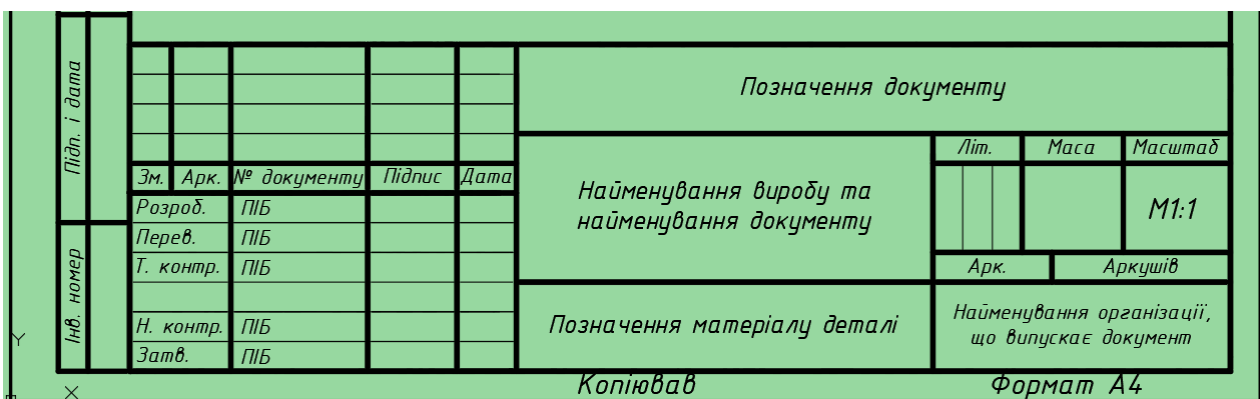 Підп. і дата
Інв. номер
Позначення документу
Зм. Арк. № документу Підпис Дата
Розроб. ПІБ
Перев. ПІБ
Т. контр. ПІБ
Н. контр. ПІБ
Затв. ПІБ
Найменування виробу та
найменування документу
Літ. Маса Масштаб
М1:1
Арк. Аркушів
Позначення матеріалу деталі
Найменування організації,
що випускає документ
Копіював Формат А4
Y
X